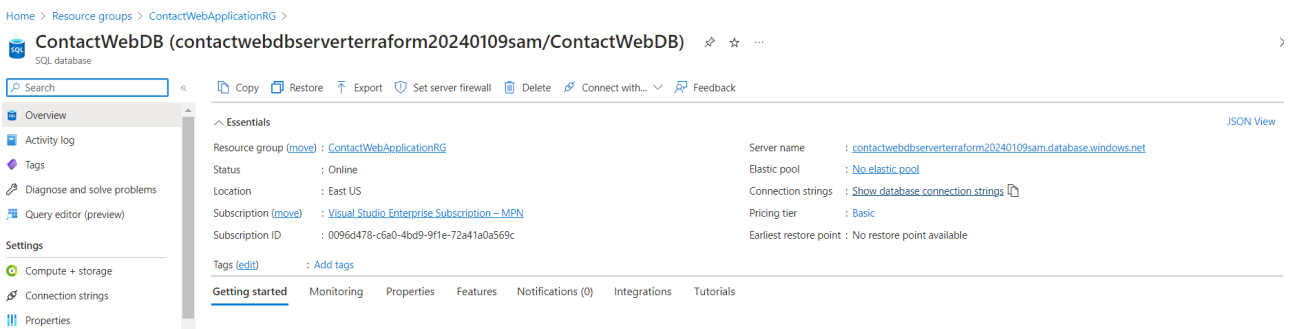 Home > Resource groups > ContactWebApplicationRG >
ContactWebDB (contactwebdbserverterraform20240109sam/ContactWebDB)
SQL database
Search
Copy Restore Export Set server firewall Delete Connect with... Feedback
Overview
Activity log
Tags
Diagnose and solve problems
Query editor (preview)
Settings
Compute + storage
Connection strings
Properties
Essentials
JSON View
Resource group (move) : ContactWebApplicationRG
Status : Online
Location : East US
Subscription (move) : Visual Studio Enterprise Subscription – MPN
Subscription ID : 0096d478-c6a0-4bd9-9f1e-72a41a0a569c
Server name : contactwebdbserverterraform20240109sam.database.windows.net
Elastic pool : No elastic pool
Connection strings : Show database connection strings
Pricing tier : Basic
Earliest restore point : No restore point available
Tags (edit) : Add tags
Getting started Monitoring Properties Features Notifications (0) Integrations Tutorials